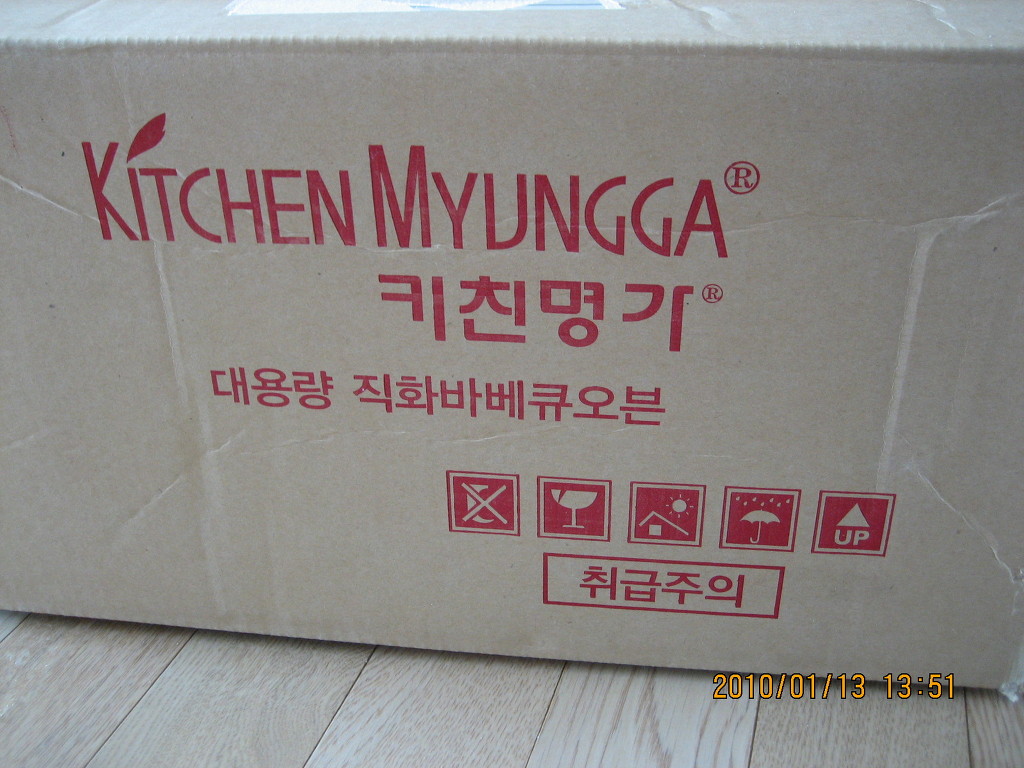 KITCHEN MYUNGGA®
키친명가®
대용량 직화바베큐오븐
UP
취급주의
2010/01/13 13:51